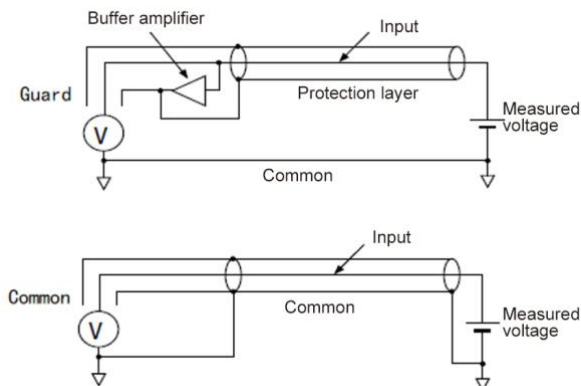 Buffer amplifier
Input
Guard
Protection layer
V
Measured
voltage
Common
Input
Common
Common
V
Measured
voltage